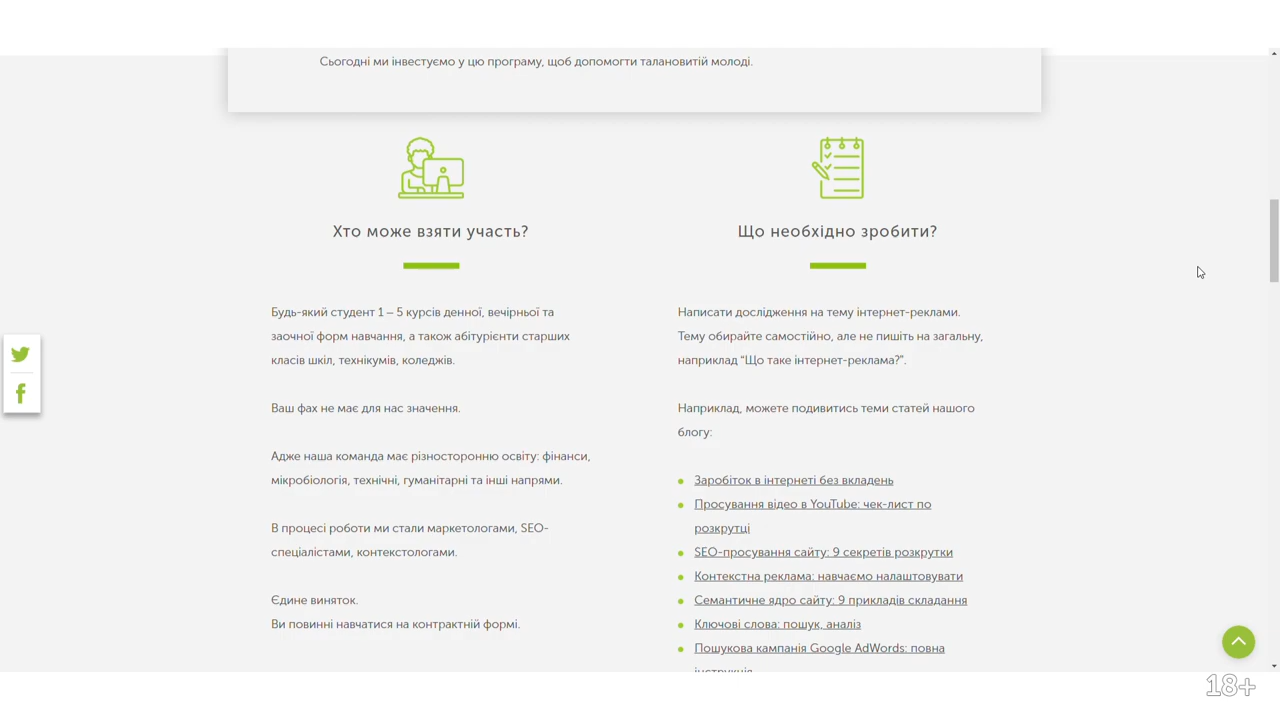 Сьогодні ми інвестуємо у цю програму, щоб допомогти талановитій молоді.
Хто може взяти участь?
Будь-який студент 1 – 5 курсів денної, вечірньої та
заочної форм навчання, а також абітурієнти старших
класів шкіл, технікумів, коледжів.
Ваш фах не має для нас значення.
Адже наша команда має різносторонню освіту: фінанси,
мікробіологія, технічні, гуманітарні та інші напрями.
В процесі роботи ми стали маркетологами, SEO-
спеціалістами, контекстологами.
Єдине виняток.
Ви повинні навчатися на контрактній формі.
Що необхідно зробити?
Написати дослідження на тему інтернет-реклами.
Тему обирайте самостійно, але не пишіть на загальну,
наприклад “Що таке інтернет-реклама?”.
Наприклад, можете подивитись теми статей нашого
блогу:
Заробіток в інтернеті без вкладень
Просування відео в YouTube: чек-лист по
розкрутці
SEO-просування сайту: 9 секретів розкрутки
Контекстна реклама: навчаємо налаштовувати
Семантичне ядро сайту: 9 прикладів складання
Ключові слова: пошук, аналіз
Пошукова кампанія Google AdWords: повна
інструкція
18+